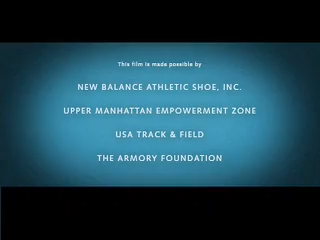 This film is made possible by
NEW BALANCE ATHLETIC SHOE, INC.
UPPER MANHATTAN EMPOWERMENT ZONE
USA TRACK & FIELD
THE ARMORY FOUNDATION